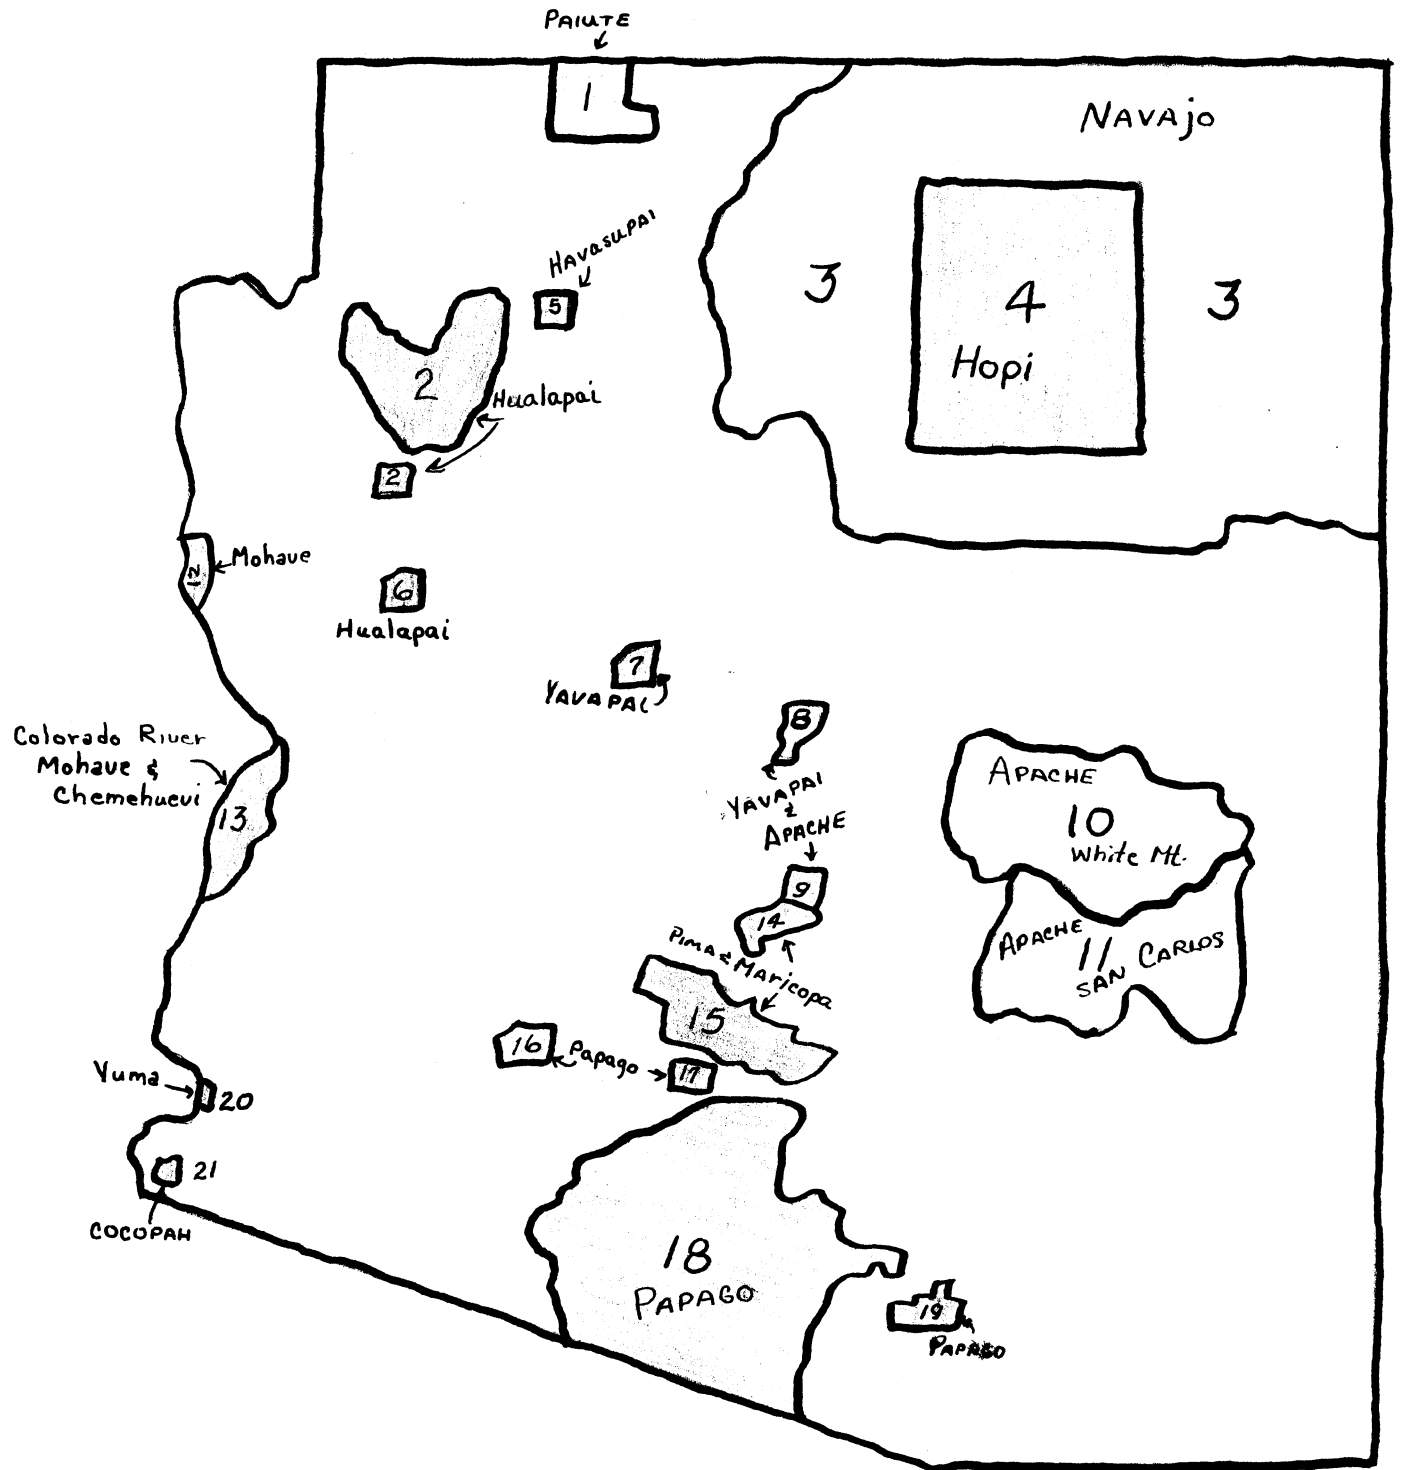 PAIUTE
1
NAVAjo
HAVASUPAI
5
3
4
3
Hopi
2
Hualapai
2
12
Mohave
6
Hualapai
7
YAVAPAI
8
Colorado River
Mohave &
Chemehuevi
13
YAVAPAI
&
APACHE
APACHE
10
White Mt.
9
14
APACHE
11
SAN CARLOS
PIMA & Maricopa
15
16
Papago
17
Yuma
20
21
COCOPAH
18
PAPAGO
19
PAPAGO